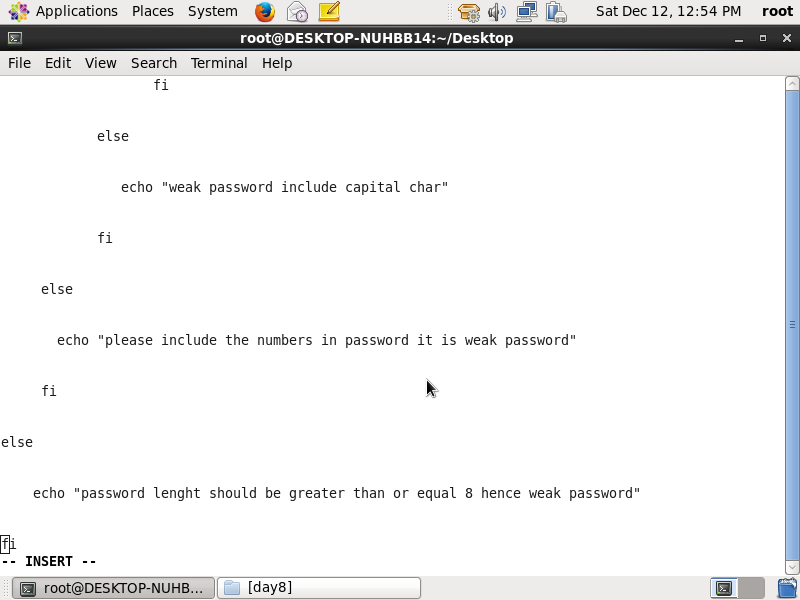 Applications Places System Sat Dec 12, 12:54 PM root
root@DESKTOP-NUHBB14:~/Desktop
File Edit View Search Terminal Help
fi
else
echo "weak password include capital char"
fi
else
echo "please include the numbers in password it is weak password"
fi
else
echo "password lenght should be greater than or equal 8 hence weak password"
fi
-- INSERT --
root@DESKTOP-NUHB... [day8]